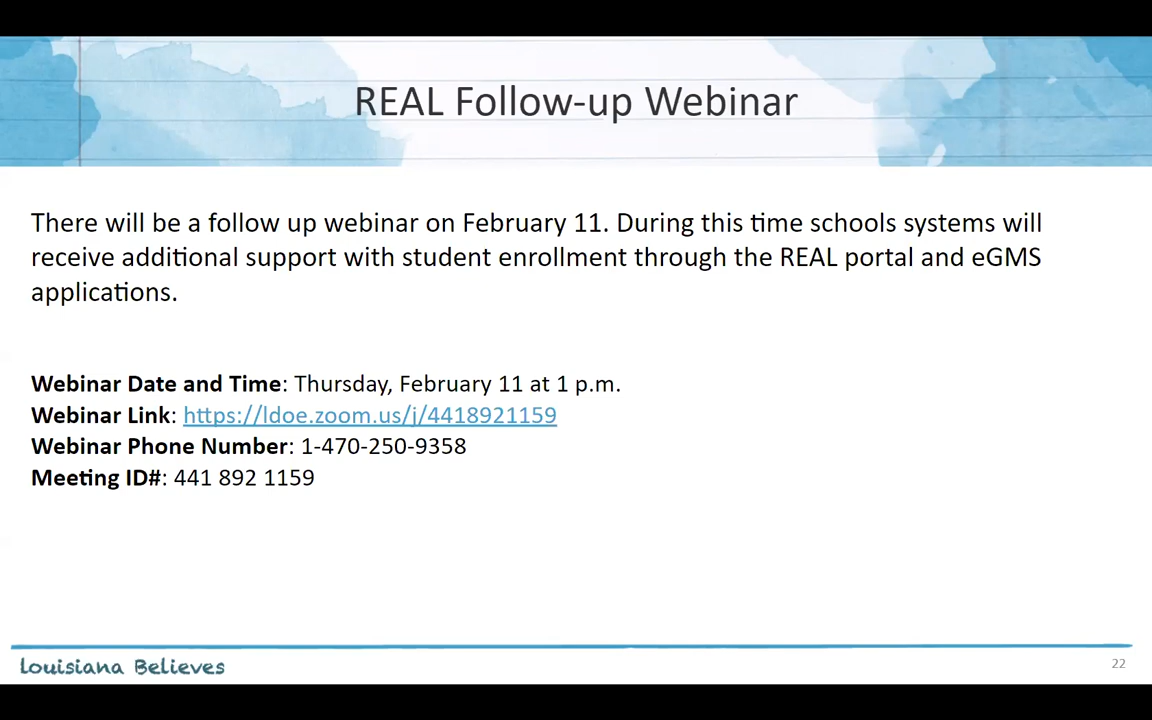 REAL Follow-up Webinar
There will be a follow up webinar on February 11. During this time schools systems will
receive additional support with student enrollment through the REAL portal and eGMS
applications.
Webinar Date and Time: Thursday, February 11 at 1 p.m.
Webinar Link: https://ldoe.zoom.us/j/4418921159
Webinar Phone Number: 1-470-250-9358
Meeting ID#: 441 892 1159
Louisiana Believes
22